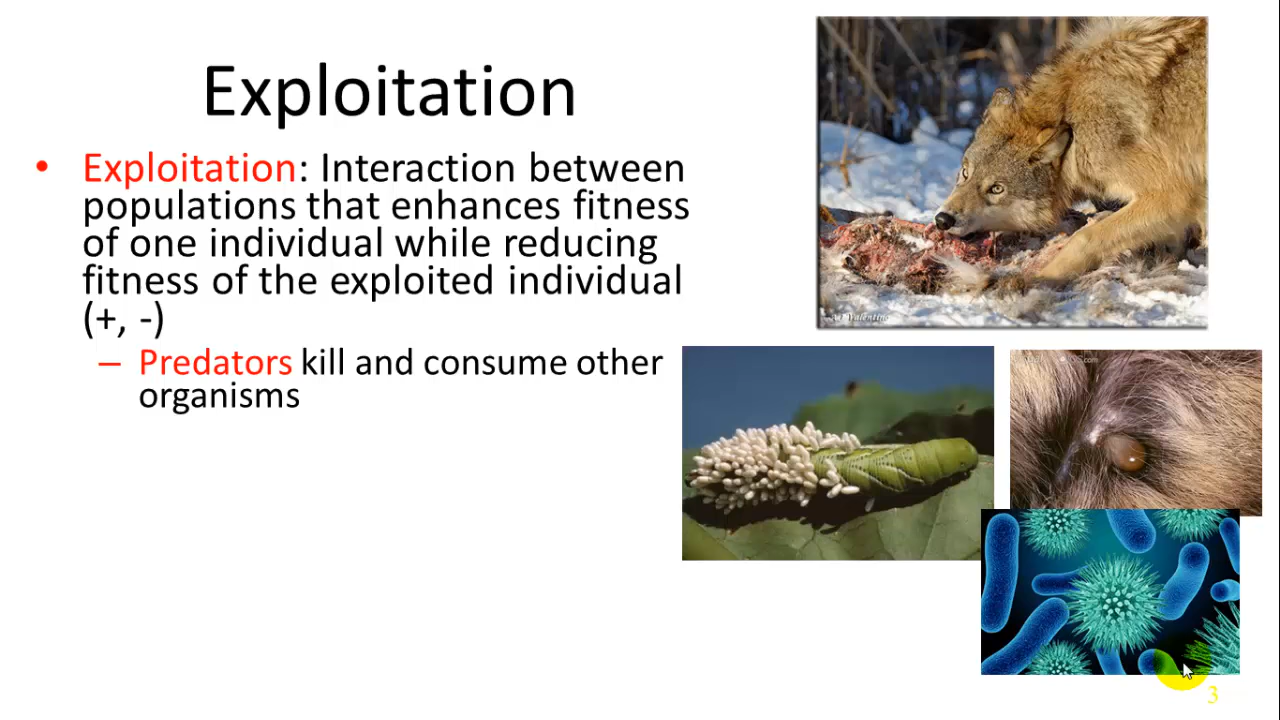 Exploitation
• Exploitation: Interaction between
populations that enhances fitness
of one individual while reducing
fitness of the exploited individual
(+, -)
– Predators kill and consume other
organisms
3